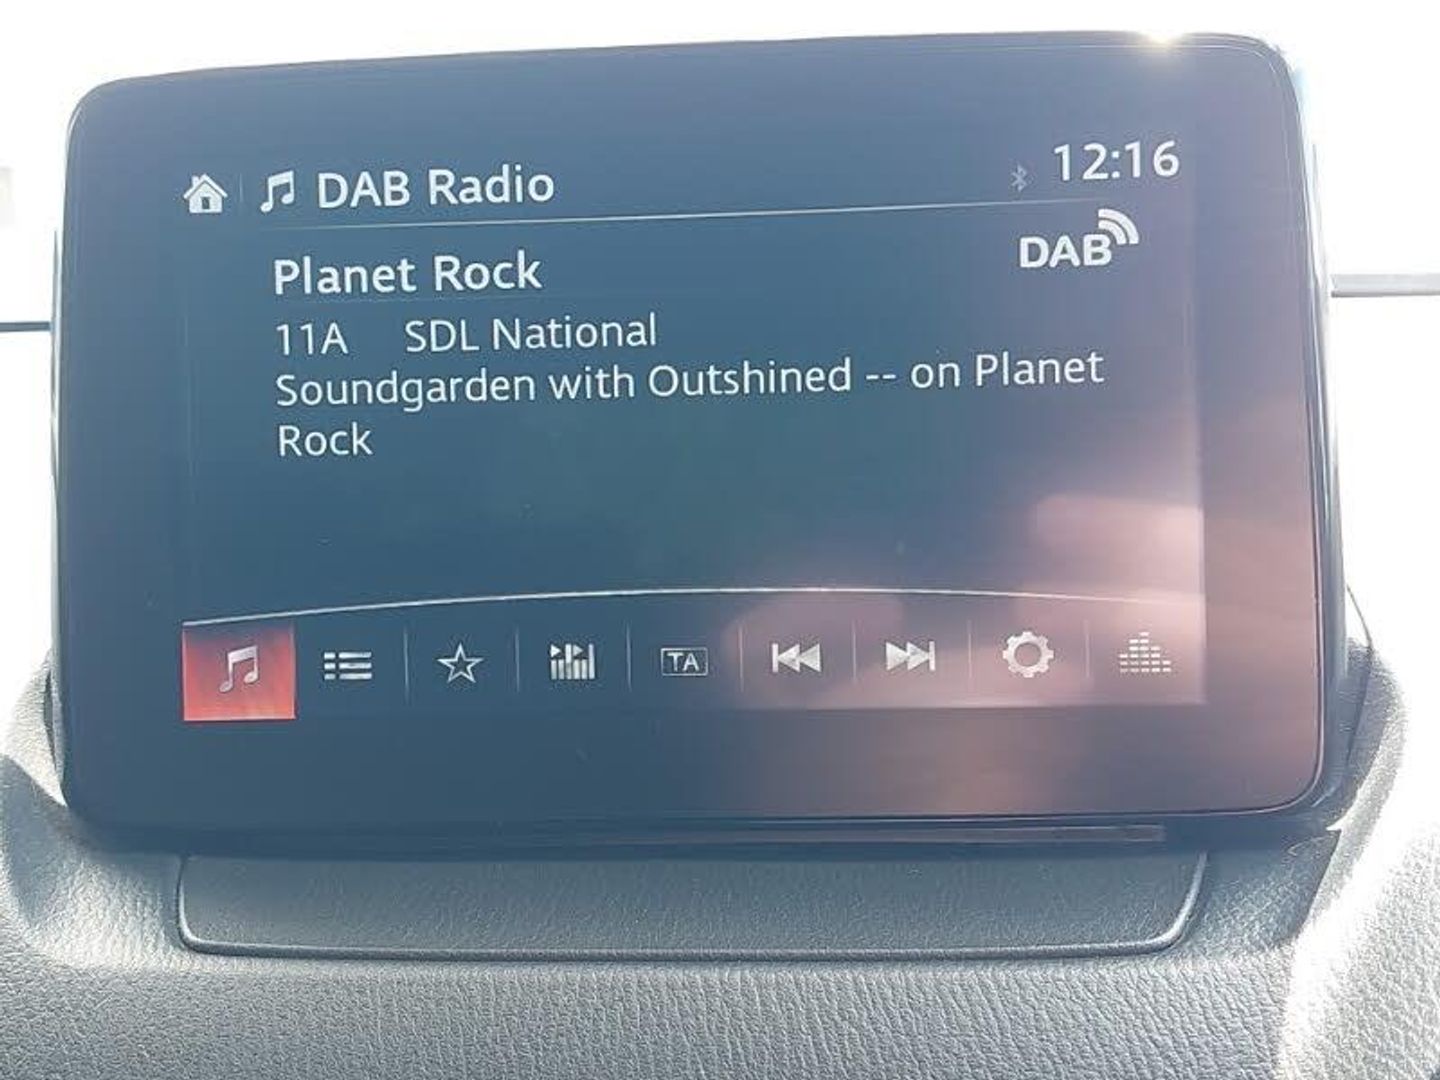 DAB Radio
12:16
DAB
Planet Rock
11A SDL National
Soundgarden with Outshined -- on Planet
Rock
TA